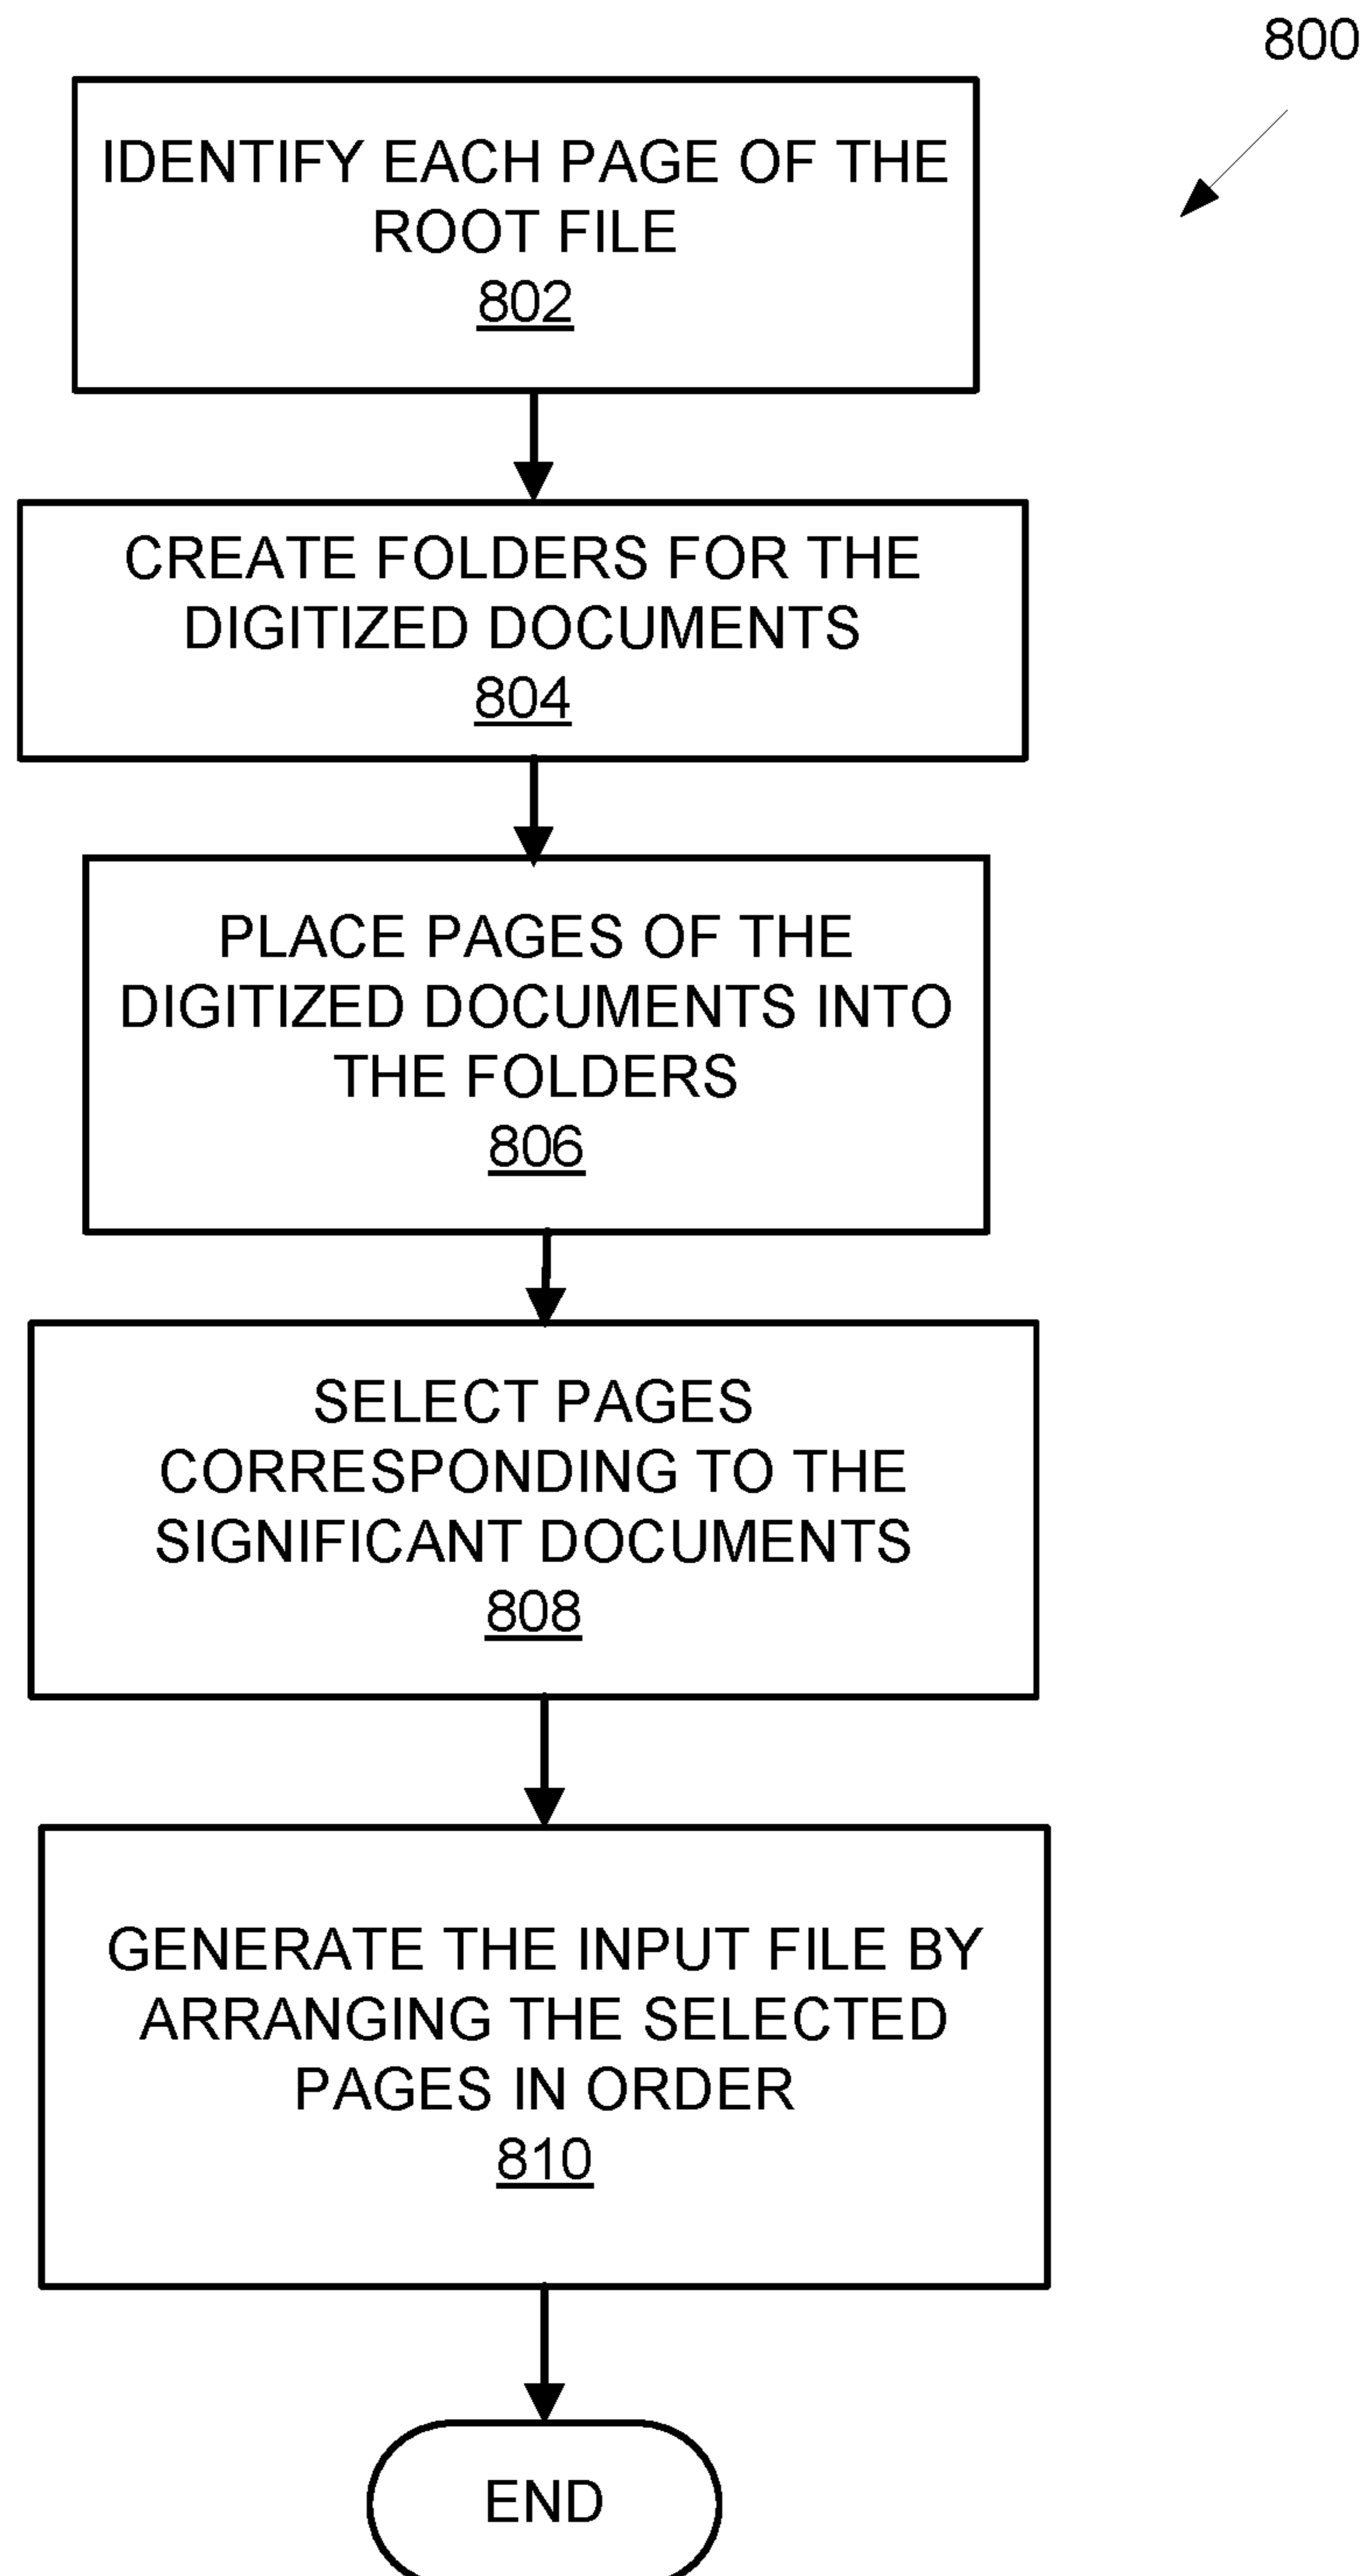 800
IDENTIFY EACH PAGE OF THE
ROOT FILE
802
CREATE FOLDERS FOR THE
DIGITIZED DOCUMENTS
804
PLACE PAGES OF THE
DIGITIZED DOCUMENTS INTO
THE FOLDERS
806
SELECT PAGES
CORRESPONDING TO THE
SIGNIFICANT DOCUMENTS
808
GENERATE THE INPUT FILE BY
ARRANGING THE SELECTED
PAGES IN ORDER
810
END